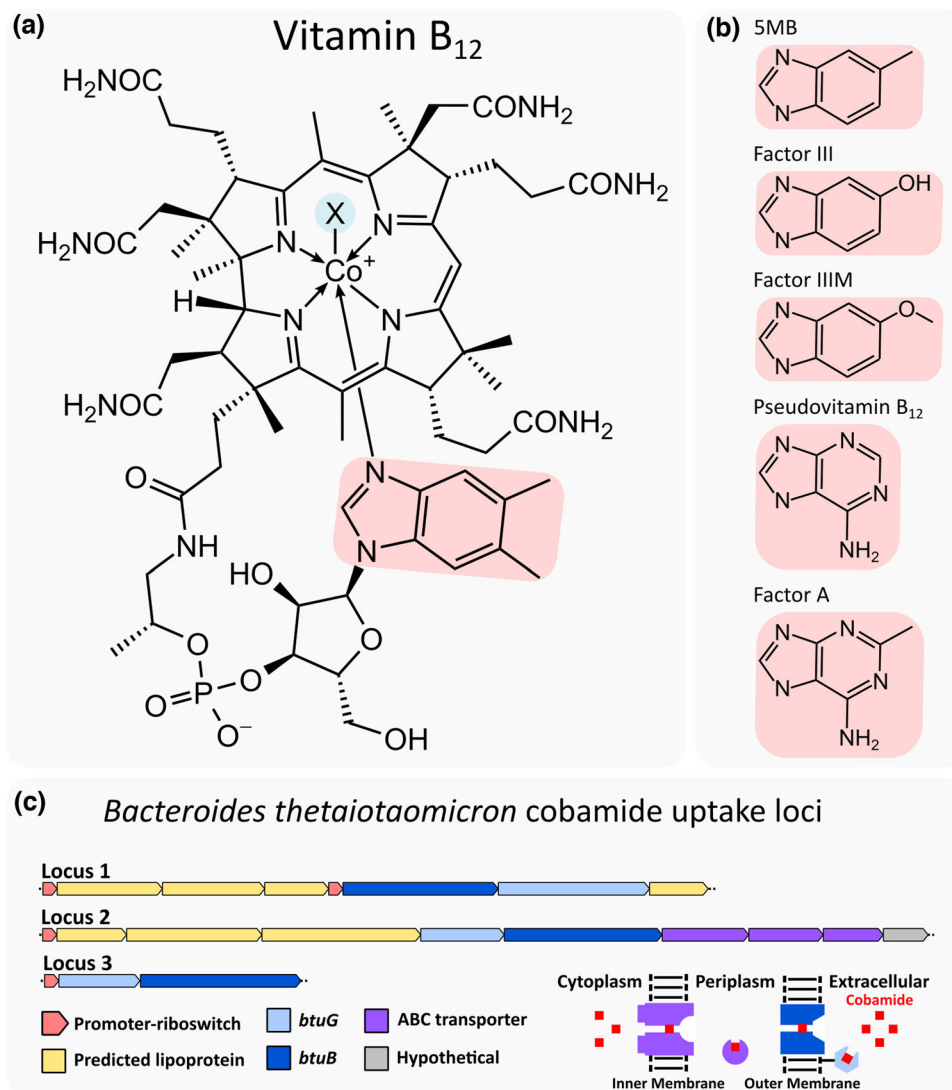 (a)
Vitamin B12
H2NOC
CONH2
CONH2
H2NOC
X
N
N
Co+
H
N
N
H2NOC
CONH2
O
N
NH
N
HO
O
O
O
P
O
O−
OH
(b)
5MB
N
N
Factor III
N
OH
N
Factor IIIM
N
O
N
Pseudovitamin B12
N
N
N
N
NH2
Factor A
N
N
N
N
NH2
(c)
Bacteroides thetaiotaomicron cobamide uptake loci
Locus 1
Locus 2
Locus 3
Promoter-riboswitch
btuG
ABC transporter
Predicted lipoprotein
btuB
Hypothetical
Cytoplasm
Periplasm
Extracellular
Cobamide
Inner Membrane
Outer Membrane